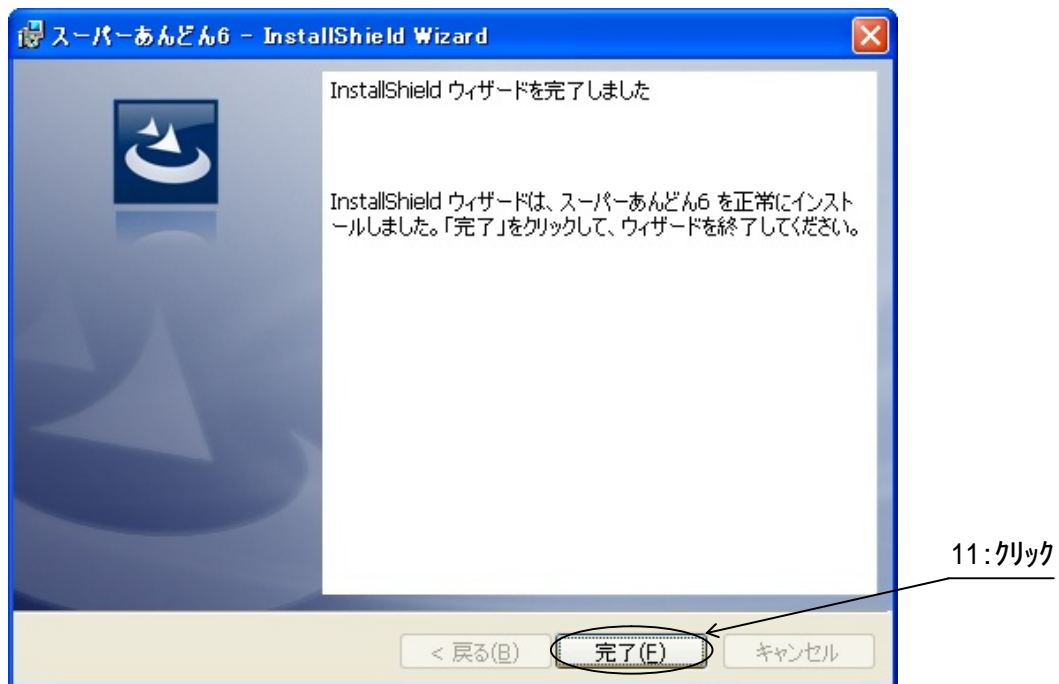 スーパーあんどん6 - InstallShield Wizard
InstallShield ウィザードを完了しました
InstallShield ウィザードは、スーパーあんどん6 を正常にインスト
ールしました。「完了」をクリックして、ウィザードを終了してください。
11:クリック
< 戻る(B) 完了(F) キャンセル